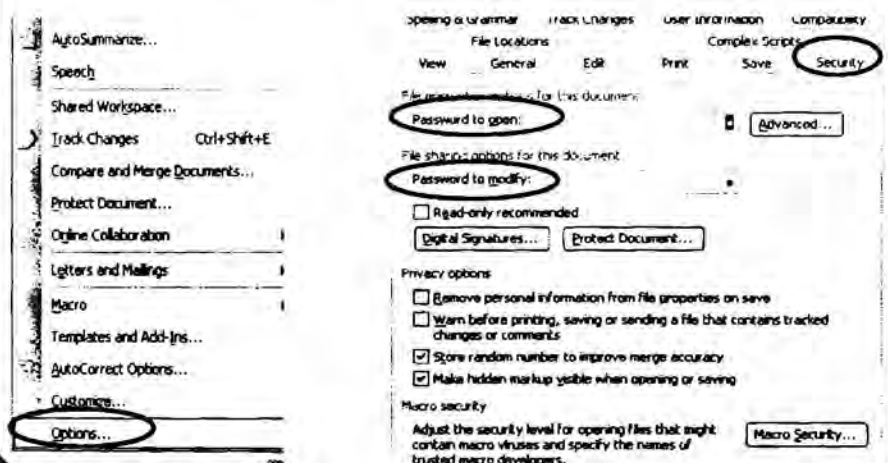 AutoSummarize...
Speech
Shared Workspace...
Track Changes Ctrl+Shift+E
Compare and Merge Documents...
Protect Document...
Online Collaboration
Letters and Mailings
Macro
Templates and Add-Ins...
AutoCorrect Options...
Customize...
Options...
Spelling & Grammar Track Changes User Information Compatibility
File Locations Complex Scripts
View General Edit Print Save Security
File encryption options for this document
Password to open:
Advanced...
File sharing options for this document
Password to modify:
Read-only recommended
Digital Signatures... Protect Document...
Privacy options
Remove personal information from file properties on save
Warn before printing, saving or sending a file that contains tracked
changes or comments
Store random number to improve merge accuracy
Make hidden markup visible when opening or saving
Macro security
Adjust the security level for opening files that might
contain macro viruses and specify the names of
trusted macro developers.
Macro Security...